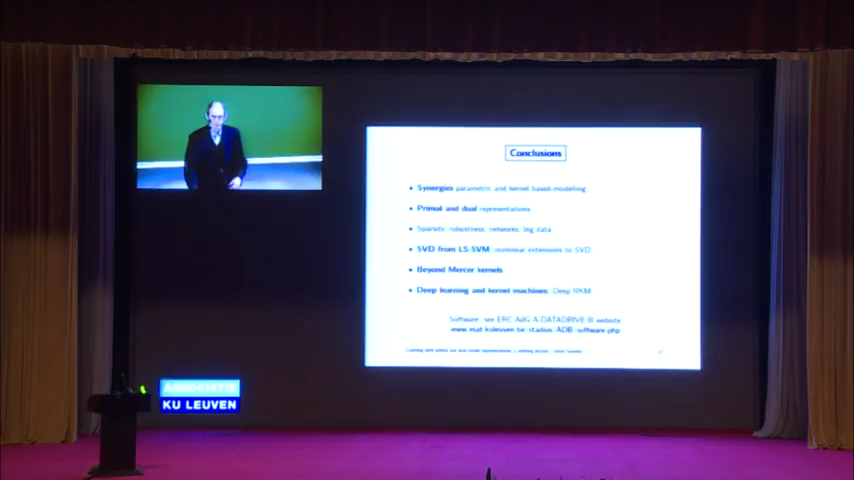 Conclusions
• Synergies parametric and kernel based-modelling
• Primal and dual representations
• Sparsity, robustness, networks, big data
• SVD from LS-SVM: nonlinear extensions to SVD
• Beyond Mercer kernels
• Deep learning and kernel machines: Deep RKM
Software: see ERC AdG A-DATADRIVE-B website
www.esat.kuleuven.be/stadius/ADB/software.php
ASSOCIATIE
KU LEUVEN